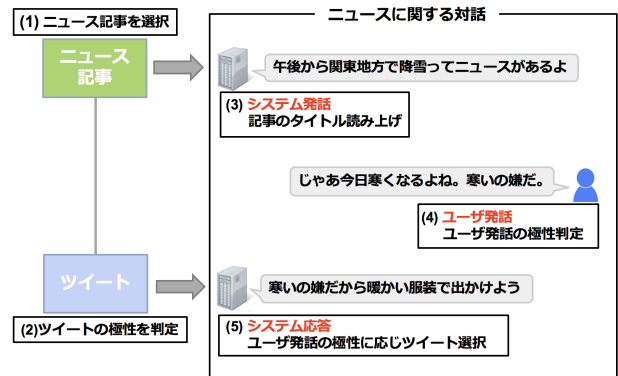 (1) ニュース記事を選択
ニュースに関する対話
ニュース
記事
午後から関東地方で降雪ってニュースがあるよ
(3) システム発話
記事のタイトル読み上げ
じゃあ今日寒くなるよね。寒いの嫌だ。
(4) ユーザ発話
ユーザ発話の極性判定
ツイート
寒いの嫌だから暖かい服装で出かけよう
(2)ツイートの極性を判定
(5) システム応答
ユーザ発話の極性に応じツイート選択